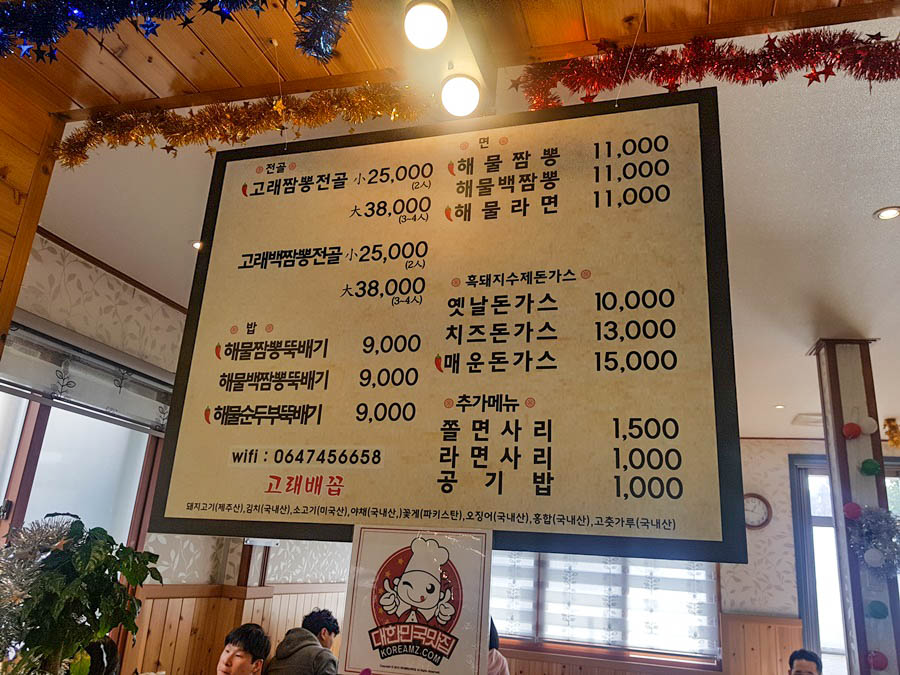 전골
고래짬뽕전골 小 25,000
(2人)
大 38,000
(3~4人)
고래백짬뽕전골 小 25,000
(2人)
大 38,000
(3~4人)
밥
해물짬뽕뚝배기 9,000
해물백짬뽕뚝배기 9,000
해물순두부뚝배기 9,000
wifi : 0647456658
고래배꼽
면
해물짬뽕 11,000
해물백짬뽕 11,000
해물라면 11,000
흑돼지수제돈가스
옛날돈가스 10,000
치즈돈가스 13,000
매운돈가스 15,000
추가메뉴
쫄면사리 1,500
라면사리 1,000
공기밥 1,000
돼지고기(제주산), 김치(국내산), 소고기(미국산), 야채(국내산,)꽃게(파키스탄), 오징어(국내산), 홍합(국내산), 고춧가루(국내산)
대한민국맛집
KOREAMZ.COM